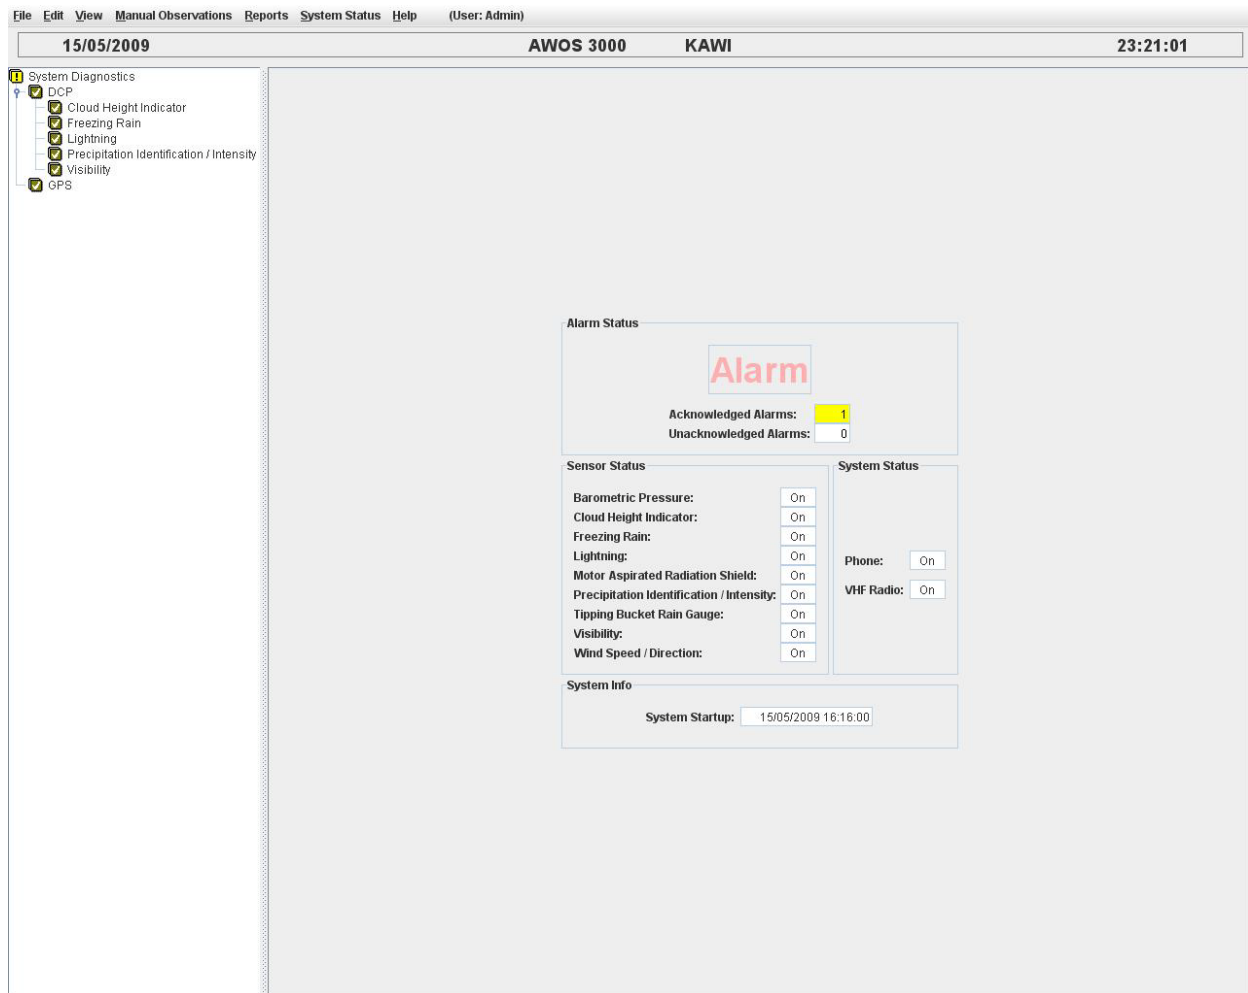 File Edit View Manual Observations Reports System Status Help (User: Admin)
15/05/2009 AWOS 3000 KAWI 23:21:01
System Diagnostics
DCP
Cloud Height Indicator
Freezing Rain
Lightning
Precipitation Identification / Intensity
Visibility
GPS
Alarm Status
Alarm
Acknowledged Alarms: 1
Unacknowledged Alarms: 0
Sensor Status
Barometric Pressure: On
Cloud Height Indicator: On
Freezing Rain: On
Lightning: On
Motor Aspirated Radiation Shield: On
Precipitation Identification / Intensity: On
Tipping Bucket Rain Gauge: On
Visibility: On
Wind Speed / Direction: On
System Status
Phone: On
VHF Radio: On
System Info
System Startup: 15/05/2009 16:16:00